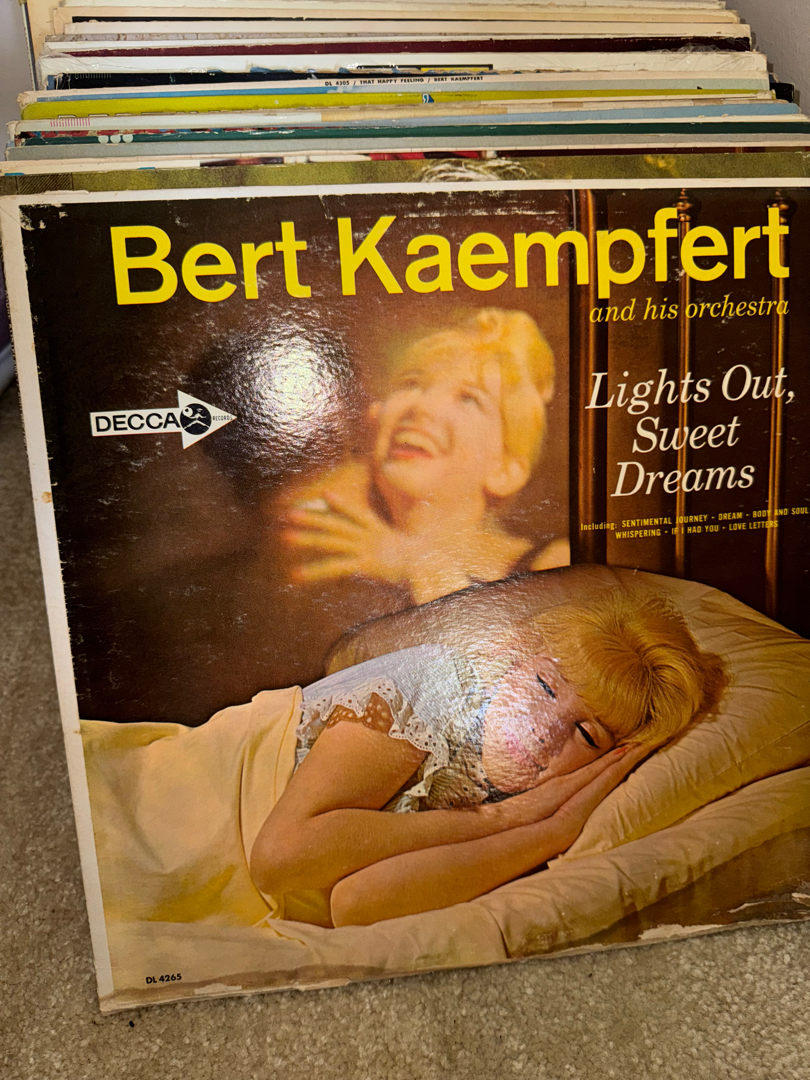 DL 4305 / THAT HAPPY FEELING / BERT KAEMPFERT
Bert Kaempfert
and his orchestra
DECCA RECORDS
Lights Out,
Sweet
Dreams
Including: SENTIMENTAL JOURNEY • DREAM • BODY AND SOUL
WHISPERING • IF I HAD YOU • LOVE LETTERS
DL 4265